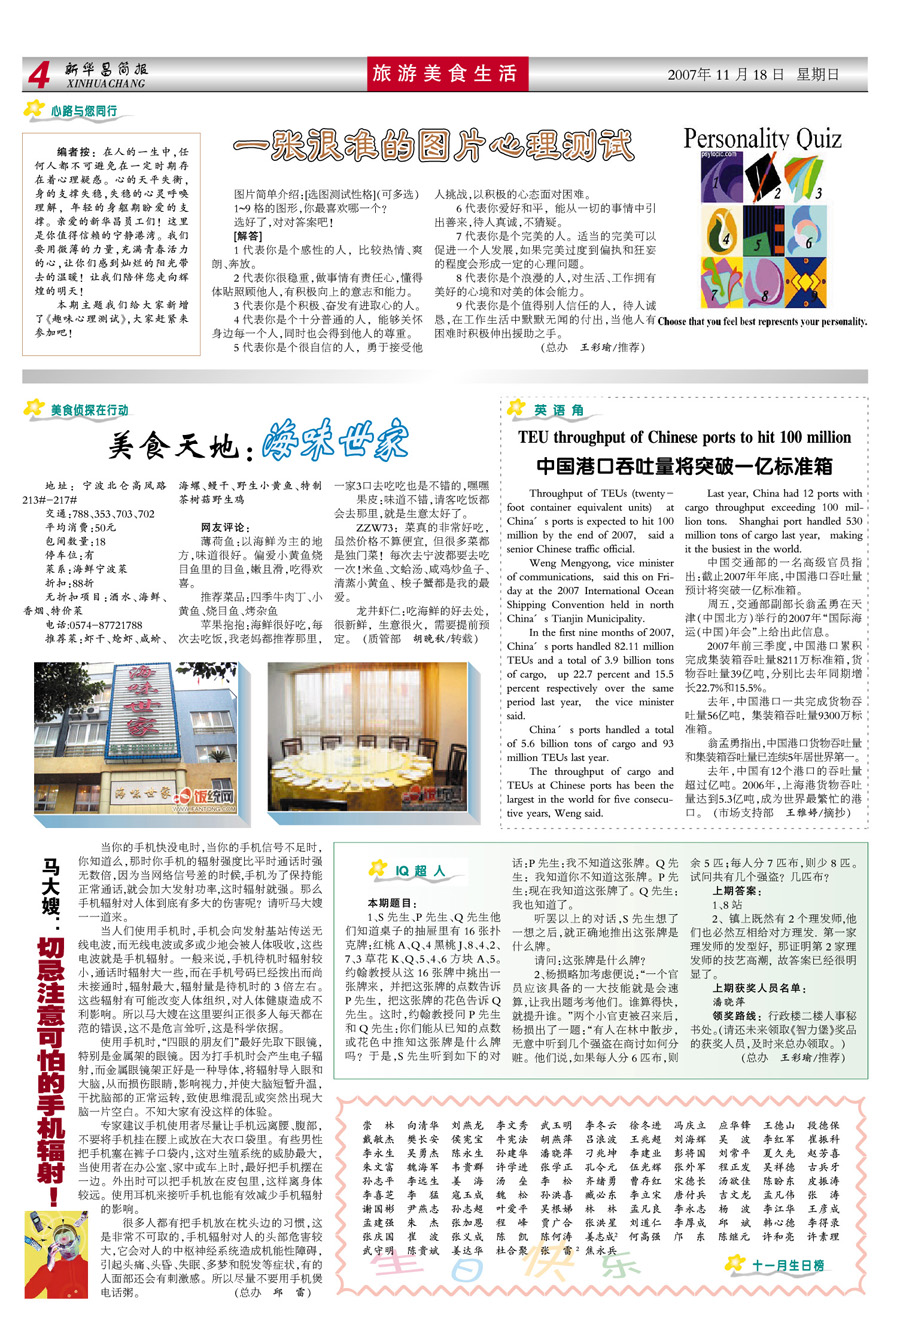 4
新华昌简报
XINHUACHANG
旅游美食生活
2007年 11 月 18 日 星期日
心路与您同行
编者按：在人的一生中,任
何人都不可避免在一定时期存
在着心理疑惑。心的天平失衡,
身的支撑失稳,失稳的心灵呼唤
理解，年轻的身躯期盼爱的支
撑。亲爱的新华昌员工们！这里
是你值得信赖的宁静港湾。我们
要用微薄的力量,充满青春活力
的心,让你们感到灿烂的阳光带
去的温暖！让我们陪伴您走向辉
煌的明天！
本期主题我们给大家新增
了《趣味心理测试》,大家赶紧来
参加吧！
一张很准的图片心理测试
图片简单介绍:[选图测试性格](可多选)
1~9 格的图形,你最喜欢哪一个？
选好了,对对答案吧！
[解答]
1 代表你是个感性的人，比较热情、爽
朗、奔放。
2 代表你很稳重,做事情有责任心,懂得
体贴照顾他人,有积极向上的意志和能力。
3 代表你是个积极、奋发有进取心的人。
4 代表你是个十分普通的人，能够关怀
身边每一个人,同时也会得到他人的尊重。
5 代表你是个很自信的人，勇于接受他
人挑战,以积极的心态面对困难。
6 代表你爱好和平，能从一切的事情中引
出善来,待人真诚,不猜疑。
7 代表你是个完美的人。适当的完美可以
促进一个人发展,如果完美过度到偏执和狂妄
的程度会形成一定的心理问题。
8 代表你是个浪漫的人,对生活、工作拥有
美好的心境和对美的体会能力。
9 代表你是个值得别人信任的人，待人诚
恳,在工作生活中默默无闻的付出,当他人有
困难时积极伸出援助之手。
(总办 王彩瑜/推荐)
Personality Quiz
1
2
3
4
5
6
7
8
9
Choose that you feel best represents your personality.
美食侦探在行动
美食天地：海味世家
地址：宁波北仑高凤路
213#-217#
交通:788、353、703、702
平均消费:50元
包间数量:18
停车位:有
菜系:海鲜宁波菜
折扣:88折
无折扣项目:酒水、海鲜、
香烟、特价菜
电话:0574-87721788
推荐菜:虾干、炝虾、咸蚧、
海螺、鳗干、野生小黄鱼、特制
茶树菇野生鸡
网友评论：
薄荷鱼:以海鲜为主的地
方,味道很好。偏爱小黄鱼烧
目鱼里的目鱼,嫩且滑,吃得欢
喜。
推荐菜品:四季牛肉丁、小
黄鱼、烧目鱼、烤杂鱼
苹果抱抱:海鲜很好吃,每
次去吃饭,我老妈都推荐那里,
一家3口去吃吃也是不错的,嘿嘿
果皮:味道不错,请客吃饭都
会去那里,就是生意太好了。
ZZW73：菜真的非常好吃,
虽然价格不算便宜，但很多菜都
是独门菜！每次去宁波都要去吃
一次!米鱼、文蛤汤、咸鸡炒鱼子、
清蒸小黄鱼、梭子蟹都是我的最
爱。
龙井虾仁:吃海鲜的好去处,
很新鲜，生意很火，需要提前预
定。 (质管部 胡晚秋/转载)
海味世家
海味世家
饭统网
饭统网
英语角
TEU throughput of Chinese ports to hit 100 million
中国港口吞吐量将突破一亿标准箱
Throughput of TEUs (twenty-
foot container equivalent units) at
China′s ports is expected to hit 100
million by the end of 2007, said a
senior Chinese traffic official.
Weng Mengyong, vice minister
of communications, said this on Fri-
day at the 2007 International Ocean
Shipping Convention held in north
China′s Tianjin Municipality.
In the first nine months of 2007,
China′s ports handled 82.11 million
TEUs and a total of 3.9 billion tons
of cargo, up 22.7 percent and 15.5
percent respectively over the same
period last year, the vice minister
said.
China′s ports handled a total
of 5.6 billion tons of cargo and 93
million TEUs last year.
The throughput of cargo and
TEUs at Chinese ports has been the
largest in the world for five consecu-
tive years, Weng said.
Last year, China had 12 ports with
cargo throughput exceeding 100 mil-
lion tons. Shanghai port handled 530
million tons of cargo last year, making
it the busiest in the world.
中国交通部的一名高级官员指
出:截止2007年年底,中国港口吞吐量
预计将突破一亿标准箱。
周五,交通部副部长翁孟勇在天
津(中国北方)举行的2007年“国际海
运(中国)年会”上给出此信息。
2007年前三季度,中国港口累积
完成集装箱吞吐量8211万标准箱,货
物吞吐量39亿吨,分别比去年同期增
长22.7%和15.5%。
去年,中国港口一共完成货物吞
吐量56亿吨，集装箱吞吐量9300万标
准箱。
翁孟勇指出,中国港口货物吞吐量
和集装箱吞吐量已连续5年居世界第一。
去年,中国有12个港口的吞吐量
超过亿吨。2006年,上海港货物吞吐
量达到5.3亿吨,成为世界最繁忙的港
口。(市场支持部 王雅婷/摘抄)
马大嫂：切忌注意可怕的手机辐射！
当你的手机快没电时,当你的手机信号不足时,
你知道么,那时你手机的辐射强度比平时通话时强
无数倍,因为当网络信号差的时候,手机为了保持能
正常通话,就会加大发射功率,这时辐射就强。那么
手机辐射对人体到底有多大的伤害呢？请听马大嫂
一一道来。
当人们使用手机时,手机会向发射基站传送无
线电波,而无线电波或多或少地会被人体吸收,这些
电波就是手机辐射。一般来说,手机待机时辐射较
小,通话时辐射大一些,而在手机号码已经拨出而尚
未接通时,辐射最大,辐射量是待机时的 3 倍左右。
这些辐射有可能改变人体组织,对人体健康造成不
利影响。所以马大嫂在这里要纠正很多人每天都在
范的错误,这不是危言耸听,这是科学依据。
使用手机时,“四眼的朋友们”最好先取下眼镜,
特别是金属架的眼镜。因为打手机时会产生电子辐
射,而金属眼镜架正好是一种导体,将辐射导入眼和
大脑,从而损伤眼睛,影响视力,并使大脑短暂升温,
干扰脑部的正常运转,致使思维混乱或突然出现大
脑一片空白。不知大家有没这样的体验。
专家建议手机使用者尽量让手机远离腰、腹部,
不要将手机挂在腰上或放在大衣口袋里。有些男性
把手机塞在裤子口袋内,这对生殖系统的威胁最大,
当使用者在办公室、家中或车上时,最好把手机摆在
一边。外出时可以把手机放在皮包里,这样离身体
较远。使用耳机来接听手机也能有效减少手机辐射
的影响。
很多人都有把手机放在枕头边的习惯,这
是非常不可取的,手机辐射对人的头部危害较
大,它会对人的中枢神经系统造成机能性障碍,
引起头痛、头昏、失眠、多梦和脱发等症状,有的
人面部还会有刺激感。所以尽量不要用手机煲
电话粥。 (总办 邱 雷)
IQ 超 人
本期题目：
1、S 先生、P 先生、Q 先生他
们知道桌子的抽屉里有 16 张扑
克牌:红桃 A、Q、4 黑桃 J、8、4、2、
7、3 草花 K、Q、5、4、6 方块 A、5。
约翰教授从这 16 张牌中挑出一
张牌来，并把这张牌的点数告诉
P 先生，把这张牌的花色告诉 Q
先生。这时,约翰教授问 P 先生
和 Q 先生:你们能从已知的点数
或花色中推知这张牌是什么牌
吗？于是,S 先生听到如下的对
话:P 先生:我不知道这张牌。Q 先
生：我知道你不知道这张牌。P 先
生:现在我知道这张牌了。Q 先生:
我也知道了。
听罢以上的对话,S 先生想了
一想之后,就正确地推出这张牌是
什么牌。
请问:这张牌是什么牌?
2、杨损略加考虑便说:“一个官
员应该具备的一大技能就是会速
算,让我出题考考他们。谁算得快,
就提升谁。”两个小官吏被召来后,
杨损出了一题:“有人在林中散步,
无意中听到几个强盗在商讨如何分
赃。他们说,如果每人分 6 匹布,则
余 5 匹;每人分 7 匹布,则少 8 匹。
试问共有几个强盗？几匹布?
上期答案：
1、8 站
2、镇上既然有 2 个理发师,他
们也必然互相给对方理发. 第一家
理发师的发型好, 那证明第 2 家理
发师的技艺高潮, 故答案已经很明
显了。
上期获奖人员名单：
潘晓萍
领奖路线：行政楼二楼人事秘
书处。(请还未来领取《智力堡》奖品
的获奖人员,及时来总办领取。)
(总办 王彩瑜/推荐)
崇 林 向清华 刘燕龙 李文秀 武玉明 李冬云 徐冬进 冯庆立 应华锋 王德山 段德保
戴敏杰 樊长安 侯宪宝 牛宪法 胡燕萍 吕浪波 王兆超 刘海辉 吴 波 李红军 崔振科
李永生 吴勇杰 陈永生 孙建华 潘晓萍 刁兆坤 李建业 彭将国 刘常平 夏久先 赵芳喜
朱文富 魏海军 韦贵群 许学进 张学正 孔令元 伍光辉 张外军 程正发 吴祥德 古兵牙
孙志平 李远生 姜 海 汤 垒 李 松 齐绪勇 曹存红 宋德长 汤欲佳 陈盼东 皮振涛
李喜芝 李 猛 寇玉成 魏 松 孙洪喜 臧必东 李立宋 唐付兵 吉文龙 孟凡伟 张 涛
谢国彬 尹燕志 孙志超 叶爱平 吴根娣 林 林 孟凡良 李永志 杨 波 李江华 王彦成
孟建强 朱 杰 张加恩 程 峰 贾广合 张洪星 刘道仁 李厚成 邱 斌 韩心德 李得录
张庆国 崔 波 张义成 陈 凯 陈何涛 姜志成² 何高强 邝 东 陈继元 许和亮 许素理
武守明 陈贵斌 姜达华 杜合聚 张 雷² 焦永兵
生日快乐
十一月生日榜